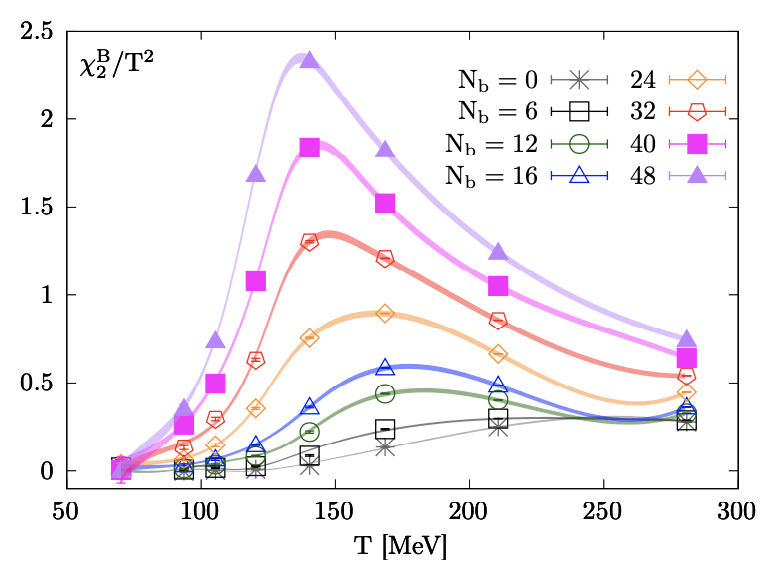 2.5
χ₂ᴮ/T²
N_b = 0 24
N_b = 6 32
2
N_b = 12 40
N_b = 16 48
1.5
1
0.5
0
50 100 150 200 250 300
T [MeV]